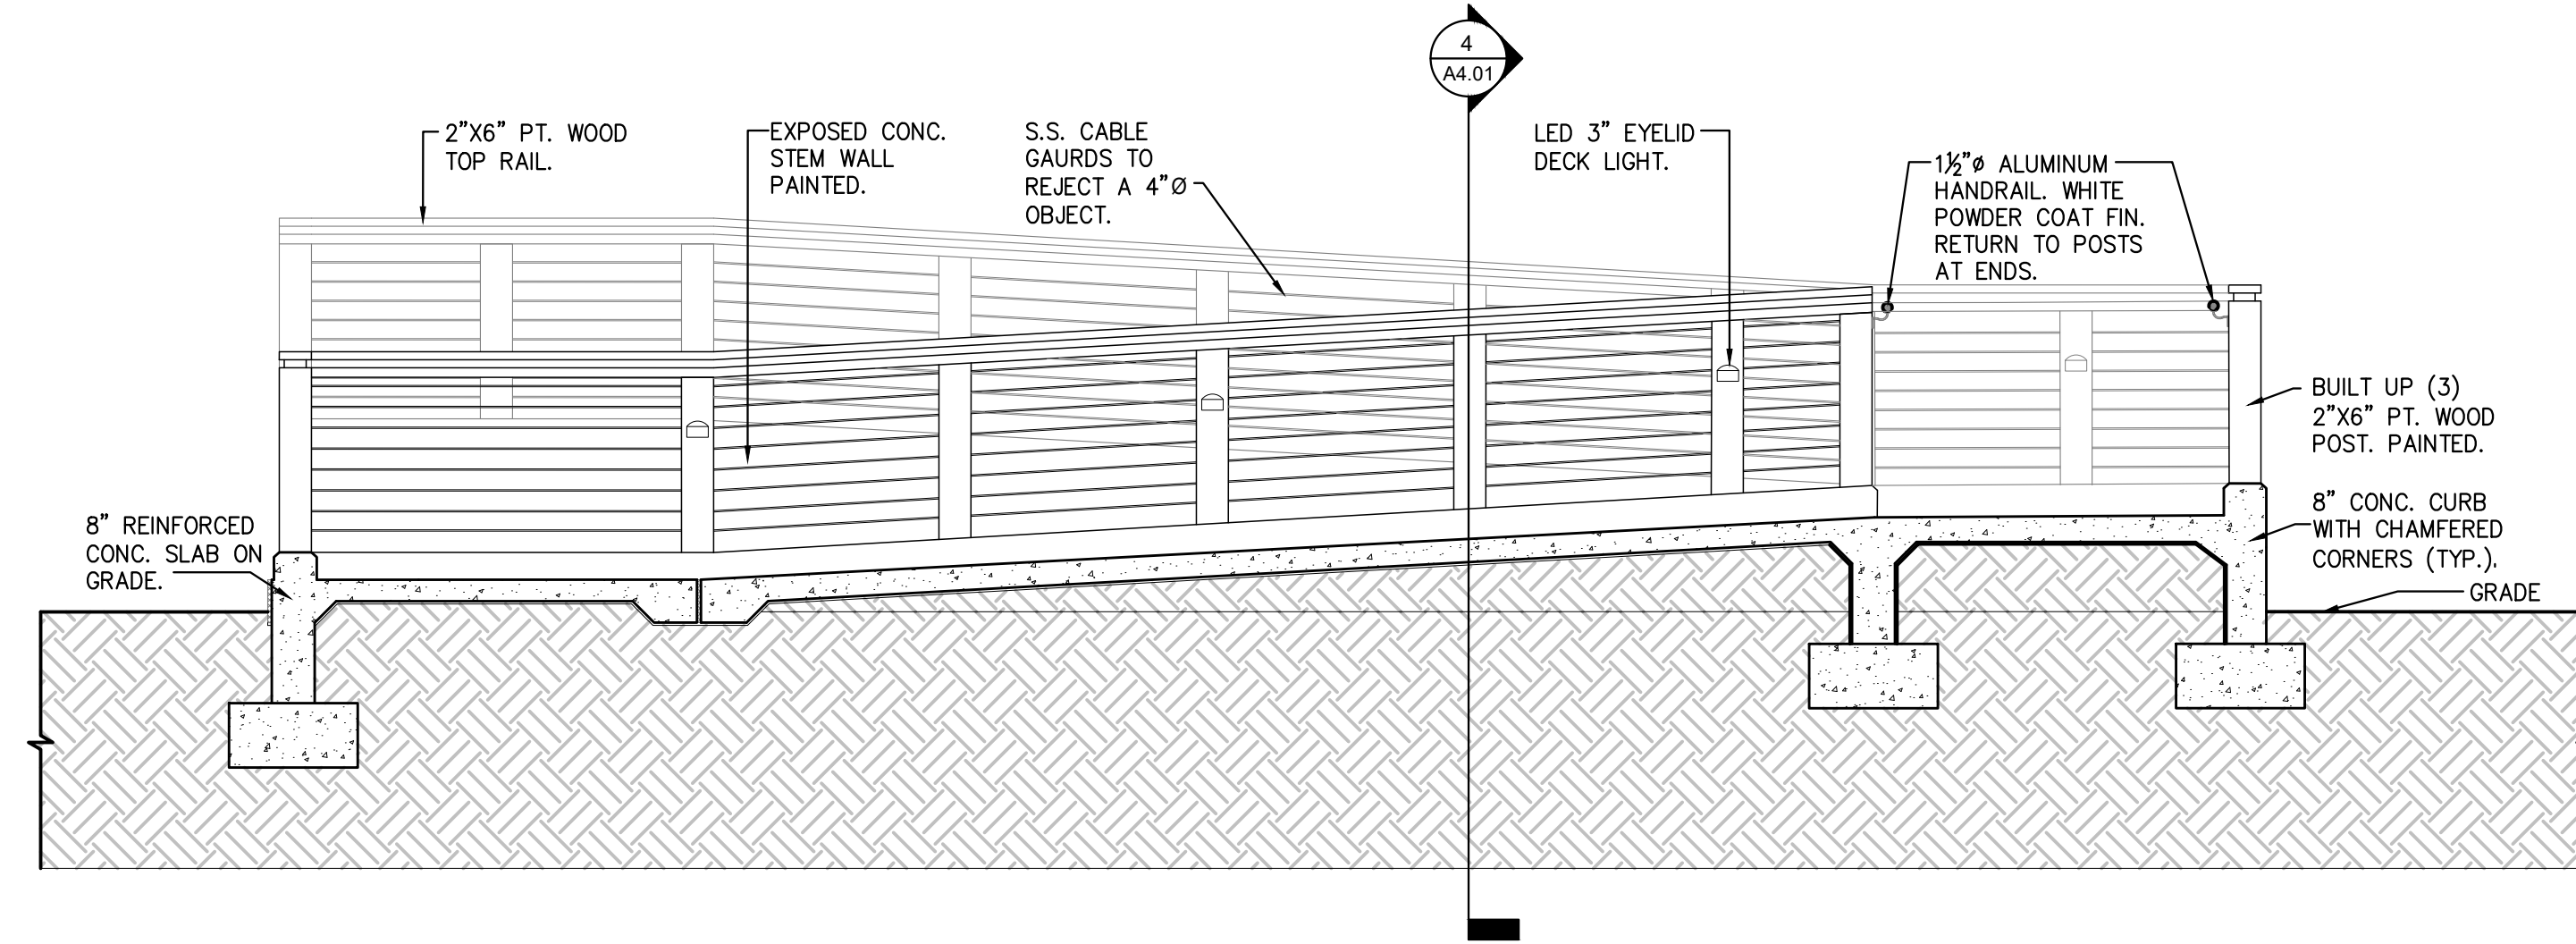 4
A4.01
2"X6" PT. WOOD
TOP RAIL.
EXPOSED CONC.
STEM WALL
PAINTED.
S.S. CABLE
GAURDS TO
REJECT A 4"Ø
OBJECT.
LED 3" EYELID
DECK LIGHT.
1½"ø ALUMINUM
HANDRAIL. WHITE
POWDER COAT FIN.
RETURN TO POSTS
AT ENDS.
BUILT UP (3)
2"X6" PT. WOOD
POST. PAINTED.
8" CONC. CURB
WITH CHAMFERED
CORNERS (TYP.).
GRADE
8" REINFORCED
CONC. SLAB ON
GRADE.